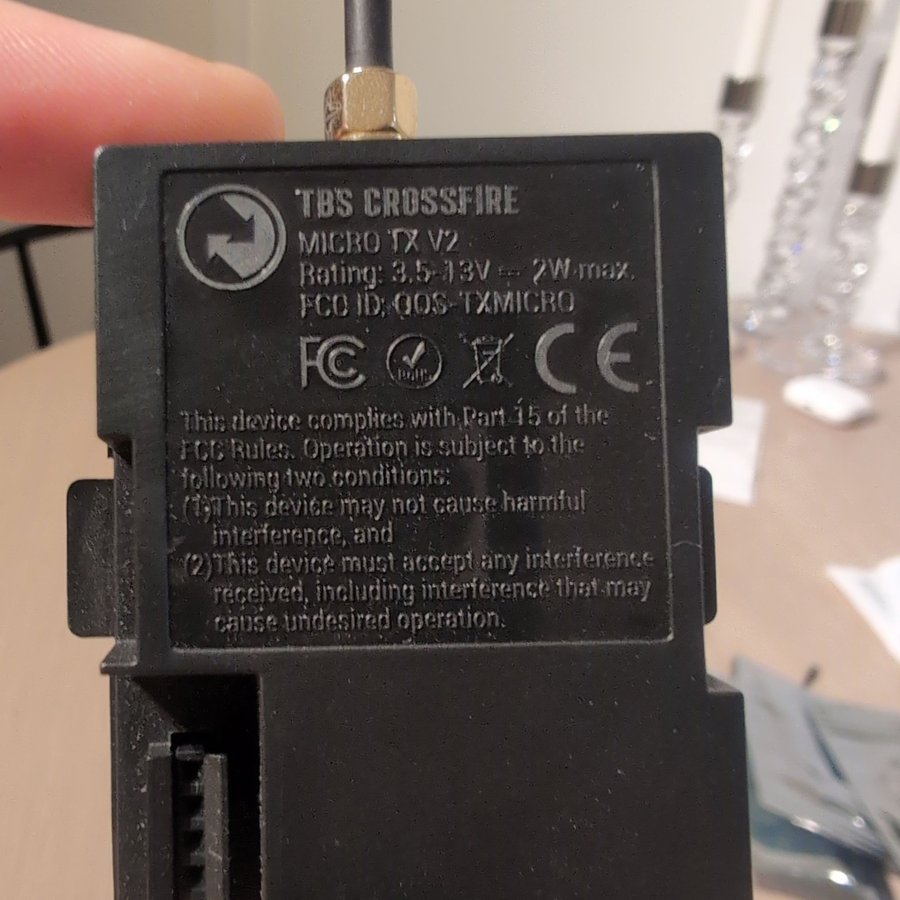 TBS CROSSFIRE
MICRO TX V2
Rating: 3.5-13V ⎓ 2W max.
FCC ID: QOS-TXMICRO
FC RoHS CE
This device complies with Part 15 of the
FCC Rules. Operation is subject to the
following two conditions:
(1)This device may not cause harmful
interference, and
(2)This device must accept any interference
received, including interference that may
cause undesired operation.